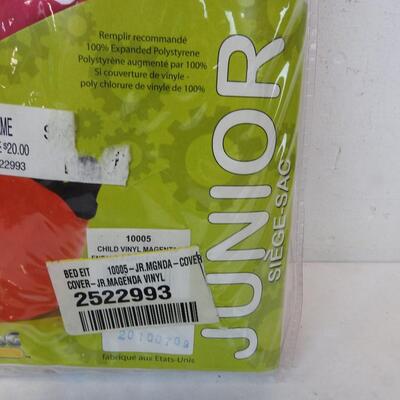 Remplir recommandé
100% Expanded Polystyrene
Polystyrène augmenté par 100%
Si couverture de vinyle -
poly chlorure de vinyle de 100%
JUNIOR
SIÈGE-SAC
AME
$20.00
22993
10005
CHILD VINYL MAGENTA
BED EIT 10005-JR.MGNDA-COVER
COVER-JR.MAGENDA VINYL
2522993
fabriqué aux Etats-Unis